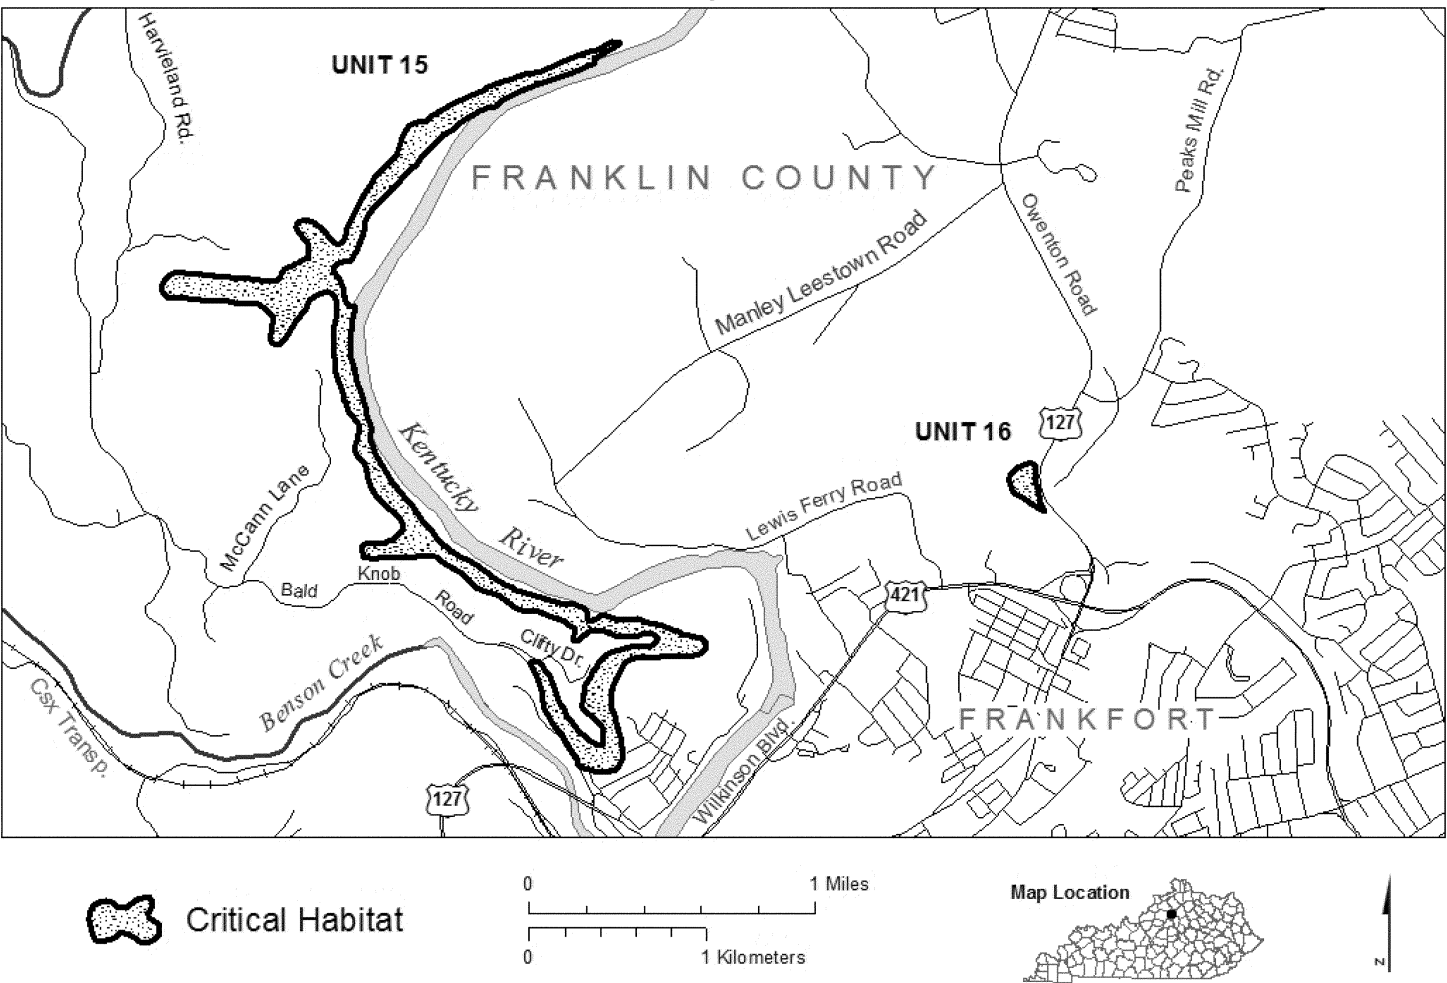 Harvieland Rd.
UNIT 15
Peaks Mill Rd.
FRANKLIN COUNTY
Owenton Road
Manley Leestown Road
127
UNIT 16
Kentucky
River
McCann Lane
Lewis Ferry Road
Bald
Knob
Road
Clifty Dr.
421
Benson Creek
Csx Transp.
FRANKFORT
127
Wilkinson Blvd.
Critical Habitat
0 1 Miles
0 1 Kilometers
Map Location
N